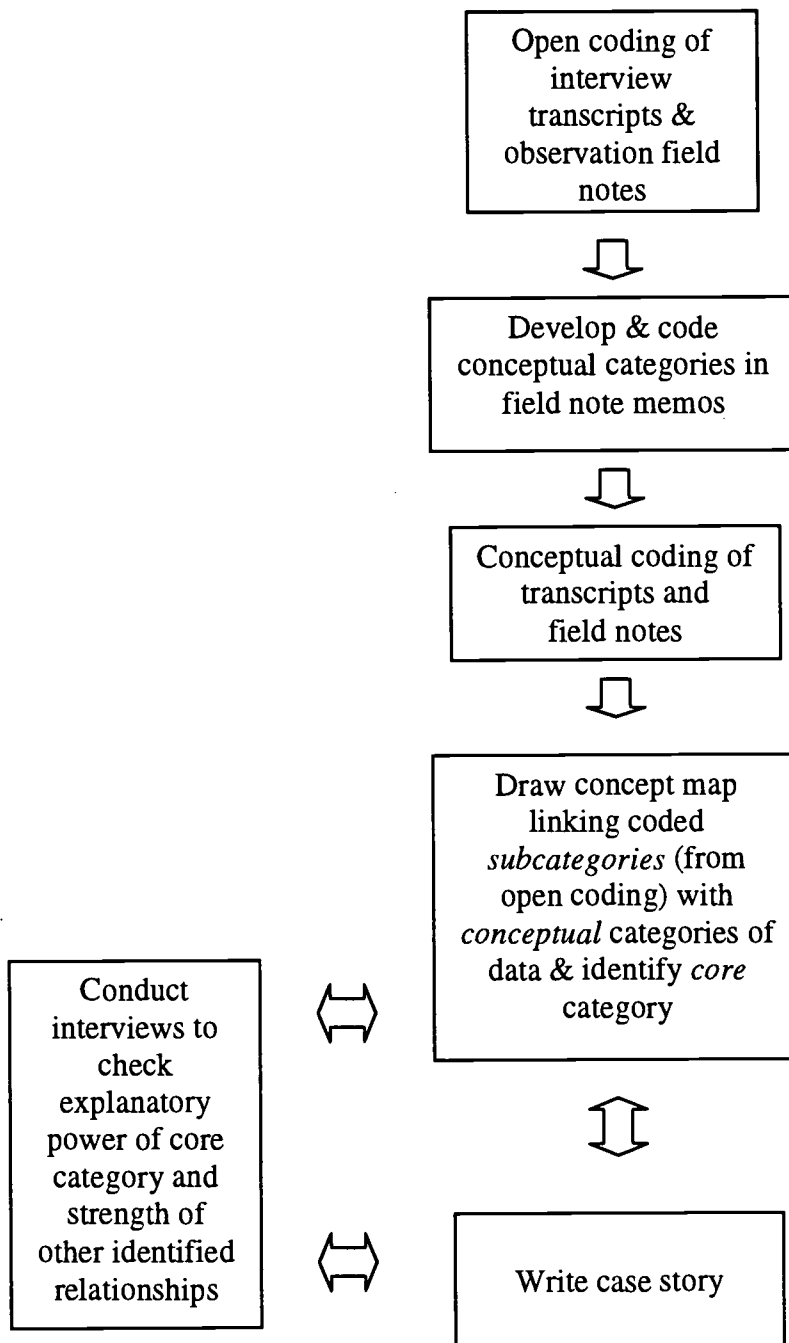 Open coding of
interview
transcripts &
observation field
notes
Develop & code
conceptual categories in
field note memos
Conceptual coding of
transcripts and
field notes
Draw concept map
linking coded
subcategories (from
open coding) with
conceptual categories of
data & identify core
category
Conduct
interviews to
check
explanatory
power of core
category and
strength of
other identified
relationships
Write case story